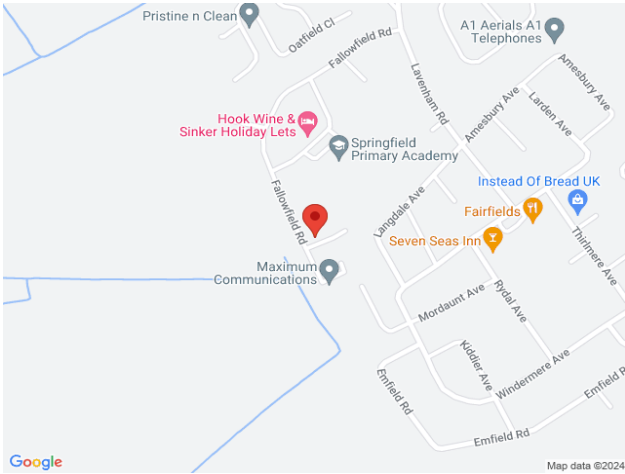 Pristine n Clean
Oatfield Cl
Fallowfield Rd
A1 Aerials A1
Telephones
Lavenham Rd
Amesbury Ave
Amesbury Ave
Larden Ave
Hook Wine &
Sinker Holiday Lets
Springfield
Primary Academy
Fallowfield Rd
Langdale Ave
Instead Of Bread UK
Fairfields
Seven Seas Inn
Thirlmere Ave
Maximum
Communications
Mordaunt Ave
Rydal Ave
Kiddier Ave
Windermere Ave
Emfield Rd
Emfield Rd
Emfield Rd
Google
Map data ©2024